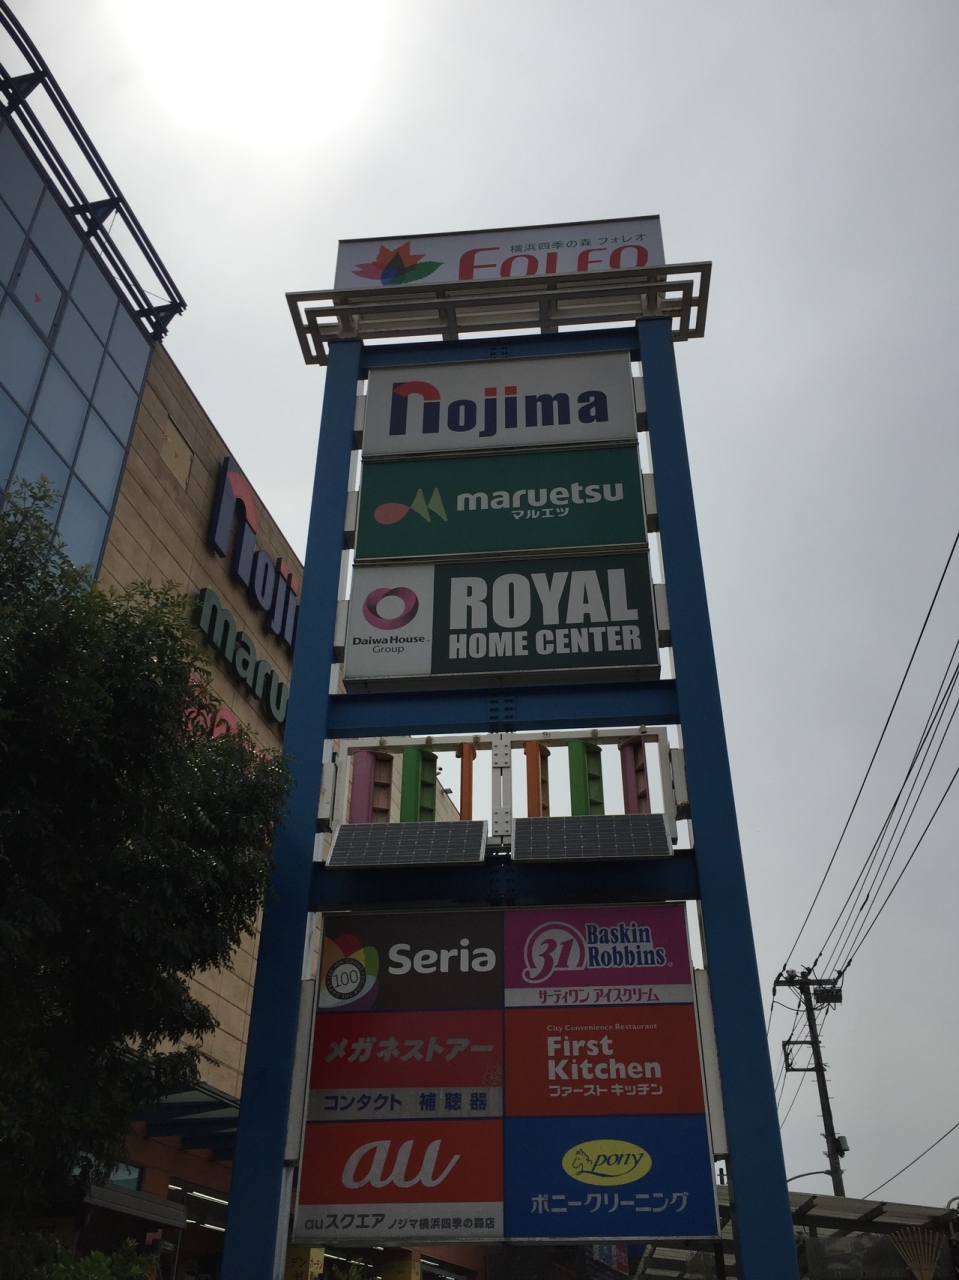 横浜四季の森 フォレオ
FOLEO
nojima
maruetsu
マルエツ
Daiwa House
Group
ROYAL
HOME CENTER
noji
maru
100
Seria
31
Baskin
Robbins
サーティワン アイスクリーム
メガネストアー
コンタクト 補聴器
City Convenience Restaurant
First
Kitchen
ファーストキッチン
au
auスクエア ノジマ横浜四季の森店
pony
ポニークリーニング